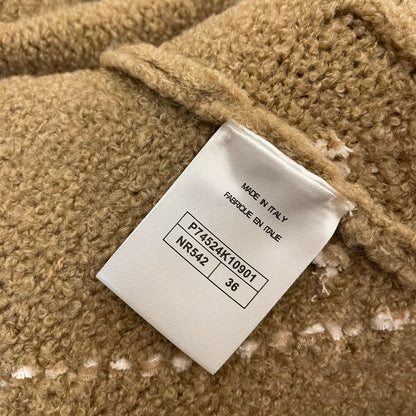 MADE IN ITALY
FABRIQUE EN ITALIE
P74524K10901
NR542 36